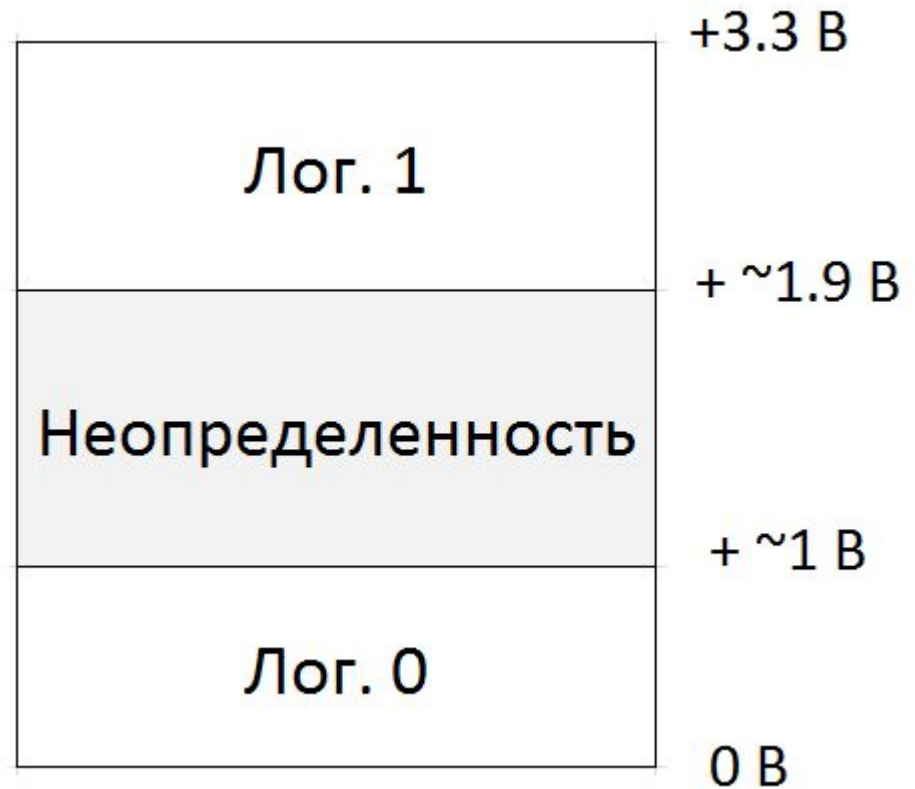 +3.3 В
Лог. 1
+ ~1.9 В
Неопределенность
+ ~1 В
Лог. 0
0 В